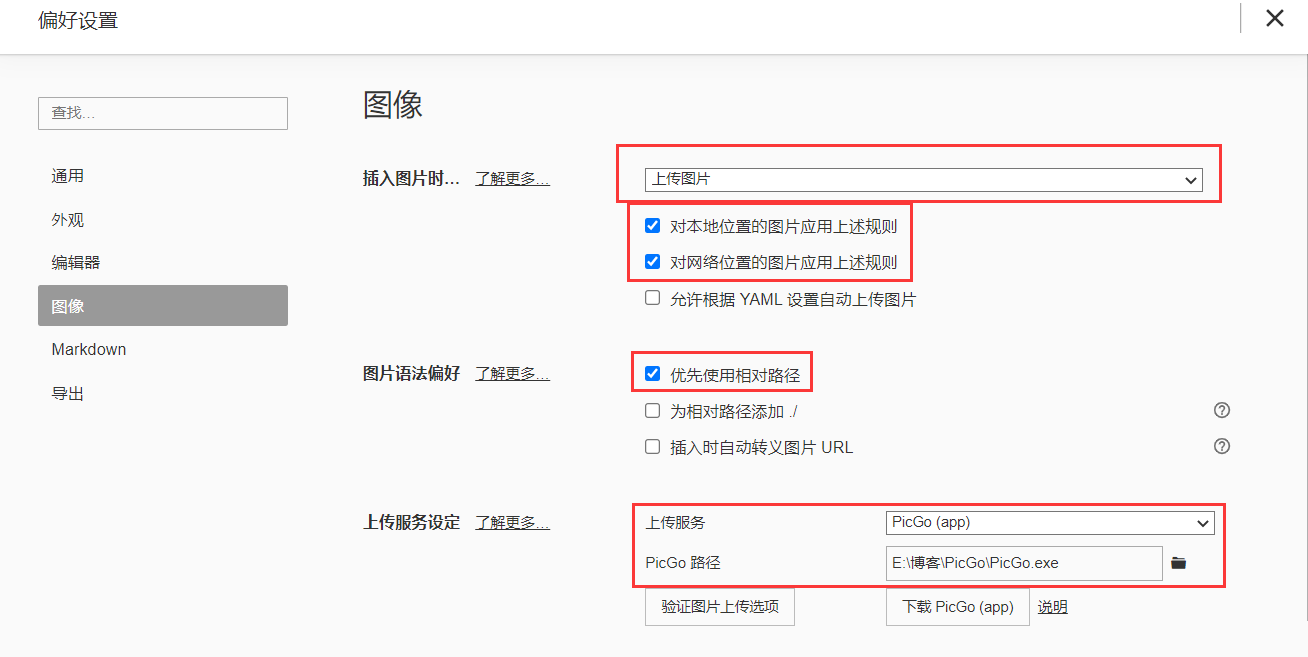 偏好设置
查找...
通用
外观
编辑器
图像
Markdown
导出
图像
插入图片时... 了解更多...
上传图片
对本地位置的图片应用上述规则
对网络位置的图片应用上述规则
允许根据 YAML 设置自动上传图片
图片语法偏好 了解更多...
优先使用相对路径
为相对路径添加 ./
插入时自动转义图片 URL
上传服务设定 了解更多...
上传服务 PicGo (app)
PicGo 路径 E:\博客\PicGo\PicGo.exe
验证图片上传选项 下载 PicGo (app) 说明